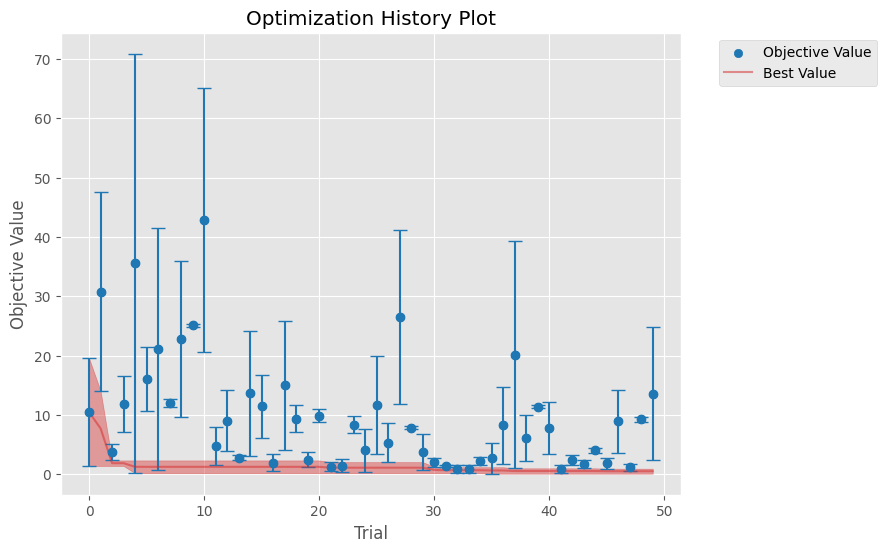 Optimization History Plot
Objective Value
Best Value
Objective Value
70
60
50
40
30
20
10
0
0 10 20 30 40 50
Trial